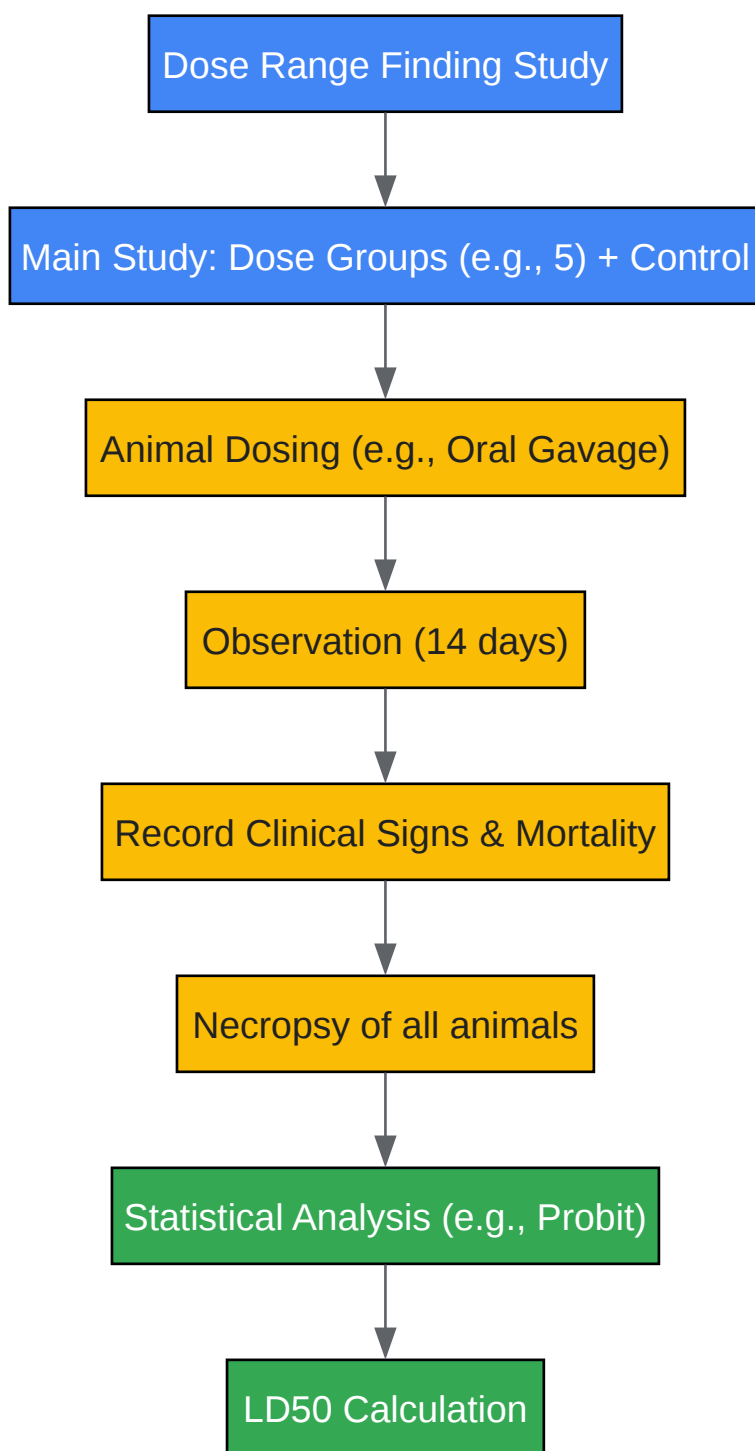 Dose Range Finding Study
Main Study: Dose Groups (e.g., 5) + Control
Animal Dosing (e.g., Oral Gavage)
Observation (14 days)
Record Clinical Signs & Mortality
Necropsy of all animals
Statistical Analysis (e.g., Probit)
LD50 Calculation